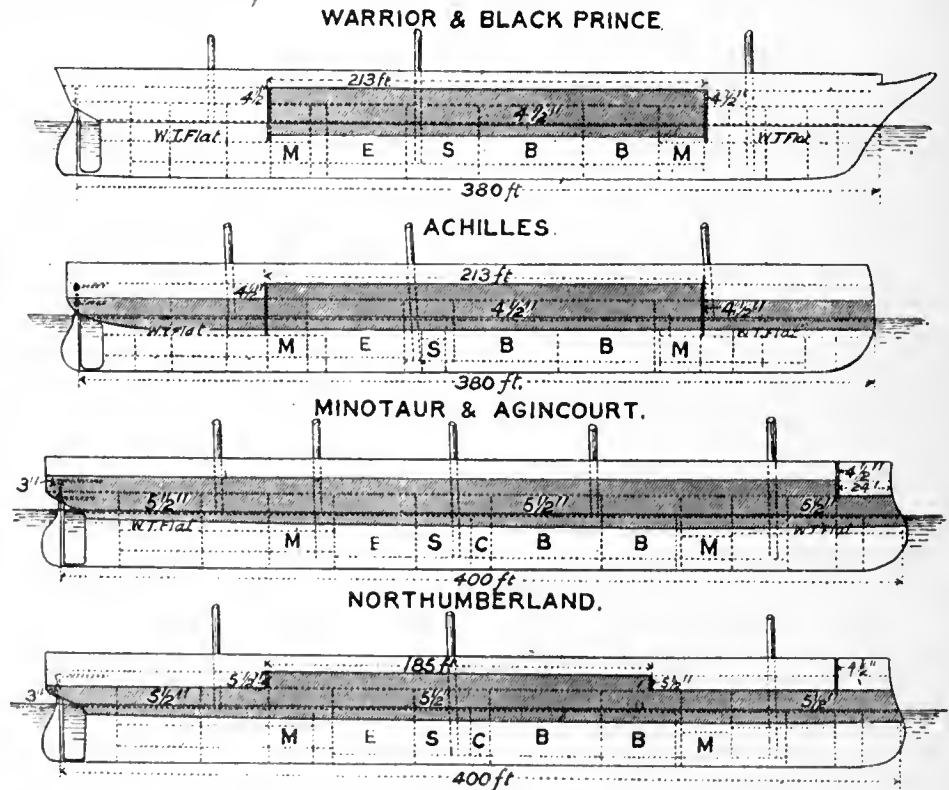 WARRIOR & BLACK PRINCE.
213 ft
4½" 4½" 4½"
W.T.Flat W.T.Flat
M E S B B M
380 ft
ACHILLES.
213 ft
4½" 4½" 4½"
W.T.Flat W.T.Flat
M E S B B M
380 ft.
MINOTAUR & AGINCOURT.
4½"
3" 24'
5½" 5½" 5½"
W.T.Flat W.T.Flat
M E S C B B M
400 ft
NORTHUMBERLAND.
185 ft 4½"
5½" 5½"
3" 5½" 5½" 5½"
M E S C B B M
400 ft